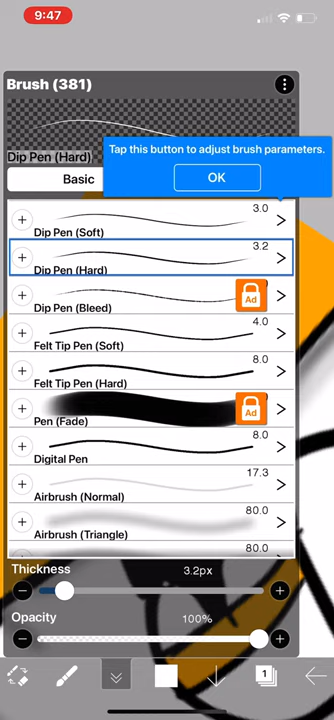 9:47
Brush (381)
Dip Pen (Hard)
Tap this button to adjust brush parameters.
OK
Basic
3.0
Dip Pen (Soft)
3.2
Dip Pen (Hard)
Ad
Dip Pen (Bleed)
4.0
Felt Tip Pen (Soft)
8.0
Felt Tip Pen (Hard)
Ad
Pen (Fade)
8.0
Digital Pen
17.3
Airbrush (Normal)
80.0
Airbrush (Triangle)
80.0
Thickness
3.2px
Opacity
100%
1